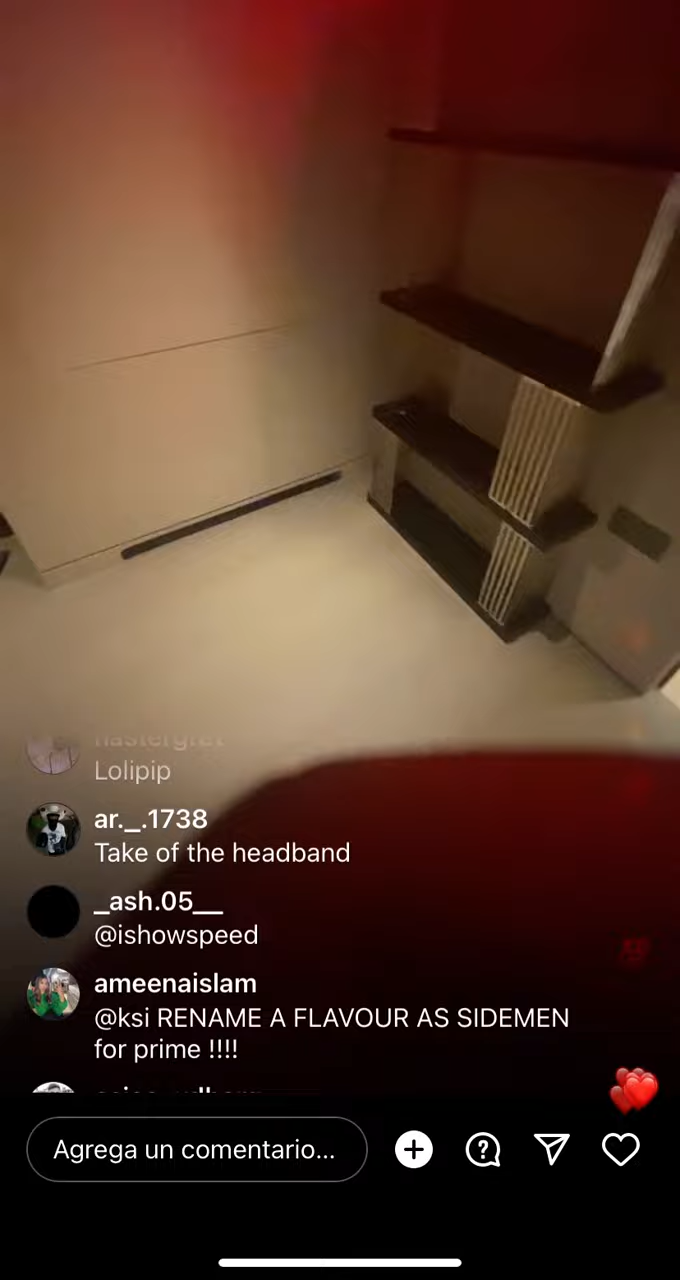 Lolipip
ar._.1738
Take of the headband
_ash.05__
@ishowspeed
ameenaislam
@ksi RENAME A FLAVOUR AS SIDEMEN
for prime !!!!
Agrega un comentario...